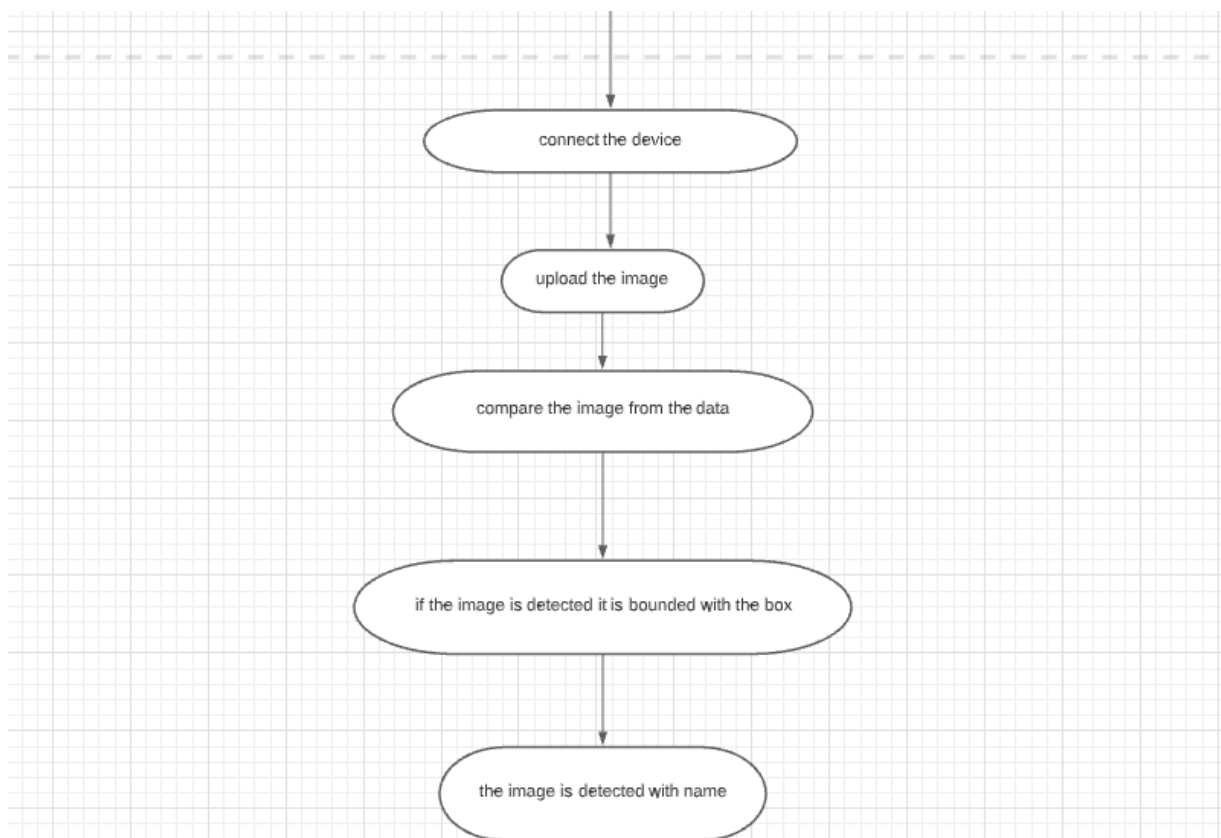 connect the device
upload the image
compare the image from the data
if the image is detected it is bounded with the box
the image is detected with name